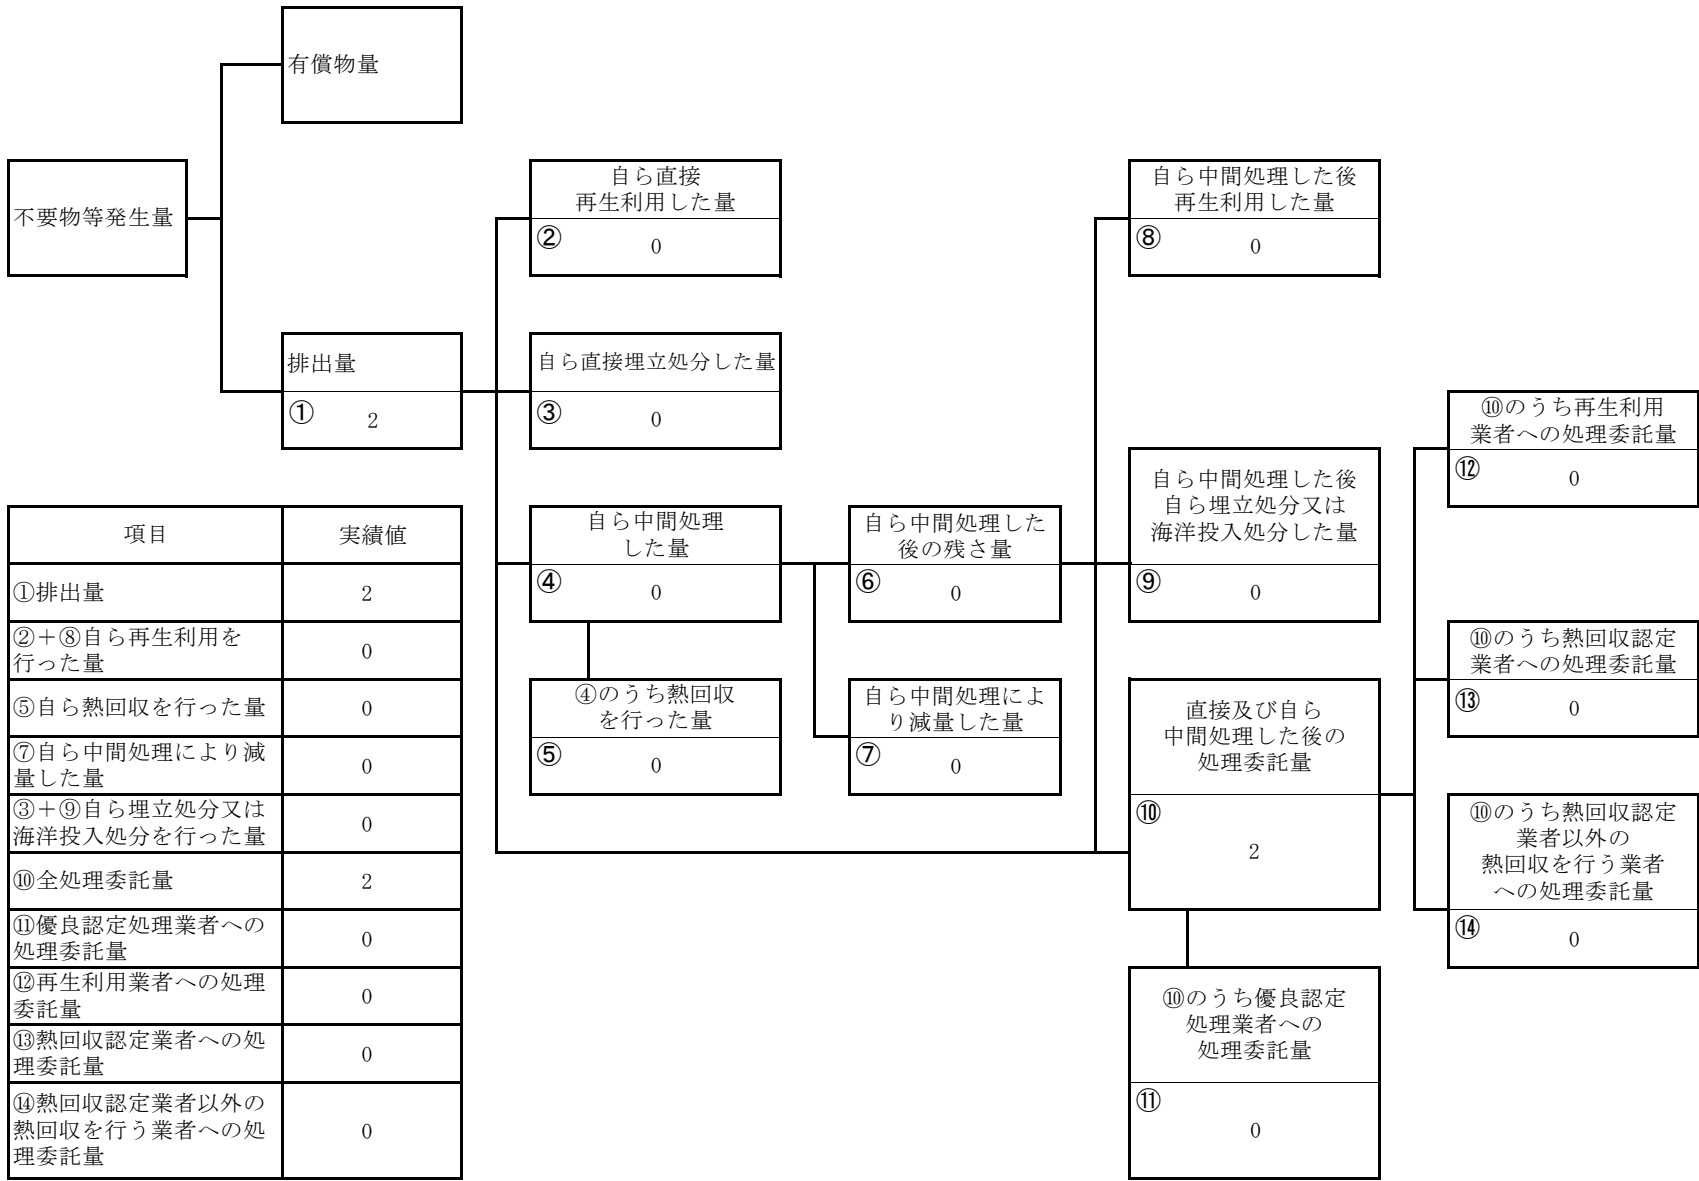 有償物量
不要物等発生量
自ら直接
再生利用した量
② 0
自ら中間処理した後
再生利用した量
⑧ 0
排出量
① 2
自ら直接埋立処分した量
③ 0
⑩のうち再生利用
業者への処理委託量
⑫ 0
自ら中間処理した後
自ら埋立処分又は
海洋投入処分した量
⑨ 0
自ら中間処理
した量
④ 0
自ら中間処理した
後の残さ量
⑥ 0
⑩のうち熱回収認定
業者への処理委託量
⑬ 0
④のうち熱回収
を行った量
⑤ 0
自ら中間処理によ
り減量した量
⑦ 0
直接及び自ら
中間処理した後の
処理委託量
⑩
2
⑩のうち熱回収認定
業者以外の
熱回収を行う業者
への処理委託量
⑭ 0
⑩のうち優良認定
処理業者への
処理委託量
⑪
0
項目 実績値
①排出量 2
②+⑧自ら再生利用を
行った量 0
⑤自ら熱回収を行った量 0
⑦自ら中間処理により減
量した量 0
③+⑨自ら埋立処分又は
海洋投入処分を行った量 0
⑩全処理委託量 2
⑪優良認定処理業者への
処理委託量 0
⑫再生利用業者への処理
委託量 0
⑬熱回収認定業者への処
理委託量 0
⑭熱回収認定業者以外の
熱回収を行う業者への処 0
理委託量